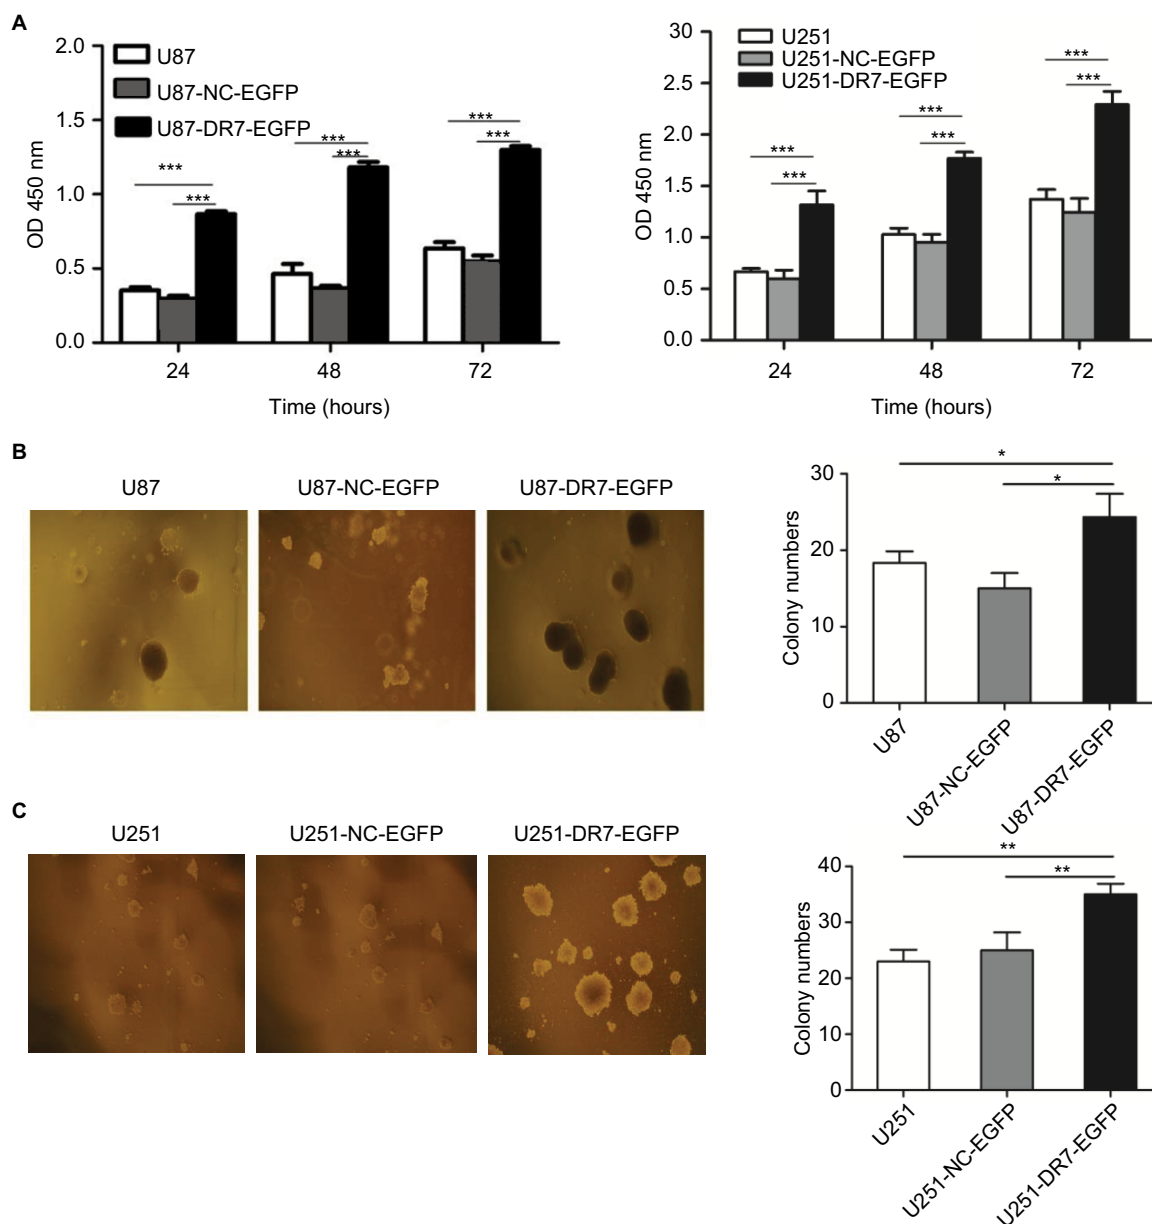 A
2.0
1.5
1.0
0.5
0.0
OD 450 nm
U87
U87-NC-EGFP
U87-DR7-EGFP
***
***
***
***
***
***
24
48
72
Time (hours)
30
2.5
2.0
1.5
1.0
0.5
0.0
OD 450 nm
U251
U251-NC-EGFP
U251-DR7-EGFP
***
***
***
***
***
***
24
48
72
Time (hours)
B
U87
U87-NC-EGFP
U87-DR7-EGFP
30
20
10
0
Colony numbers
*
*
U87
U87-NC-EGFP
U87-DR7-EGFP
C
U251
U251-NC-EGFP
U251-DR7-EGFP
40
30
20
10
0
Colony numbers
**
**
U251
U251-NC-EGFP
U251-DR7-EGFP